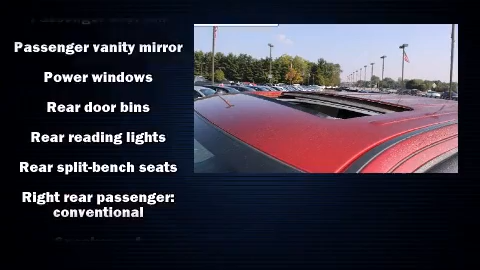 Passenger vanity mirror
Power windows
Rear door bins
Rear reading lights
Rear split-bench seats
Right rear passenger:
conventional